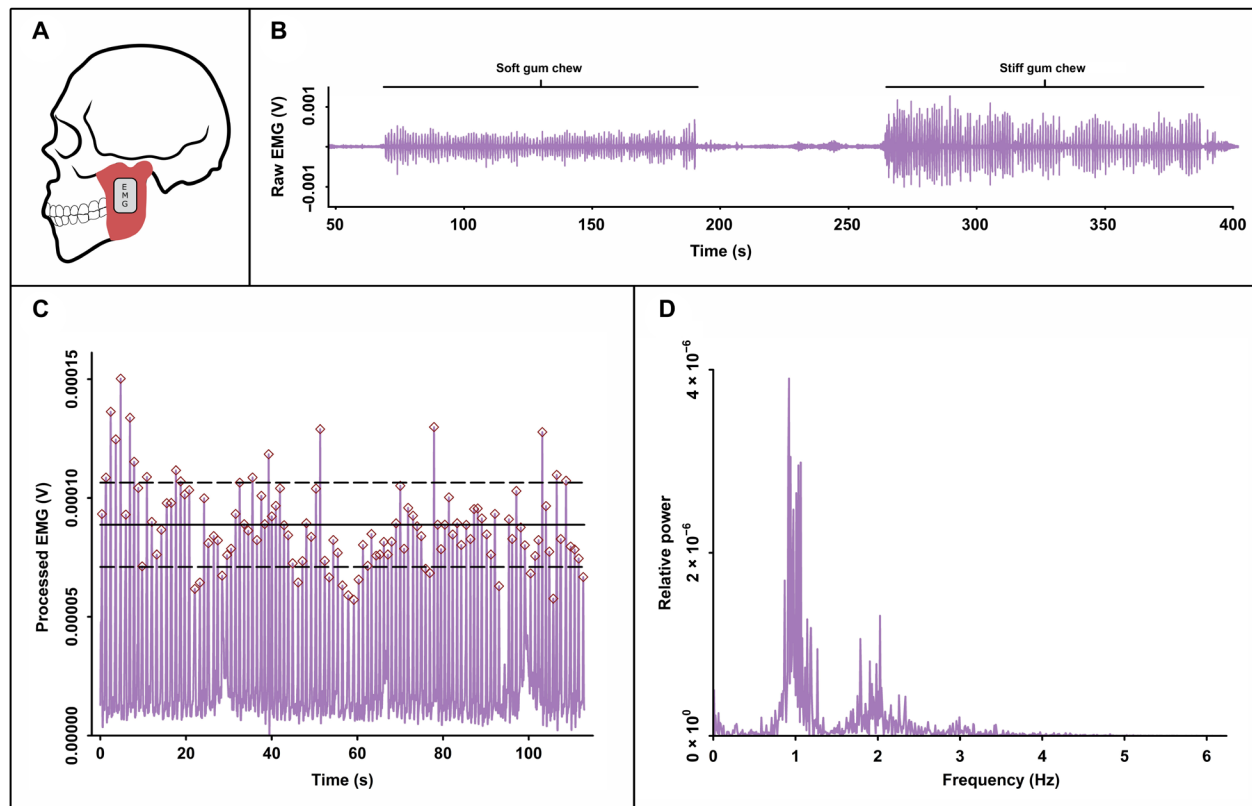 A
E
M
G
B
Soft gum chew
Stiff gum chew
Raw EMG (V)
0.001
−0.001
50 100 150 200 250 300 350 400
Time (s)
C
Processed EMG (V)
0.00015
0.00010
0.00005
0.00000
0 20 40 60 80 100
Time (s)
D
Relative power
4 × 10⁻⁶
2 × 10⁻⁶
0 × 10⁰
0 1 2 3 4 5 6
Frequency (Hz)